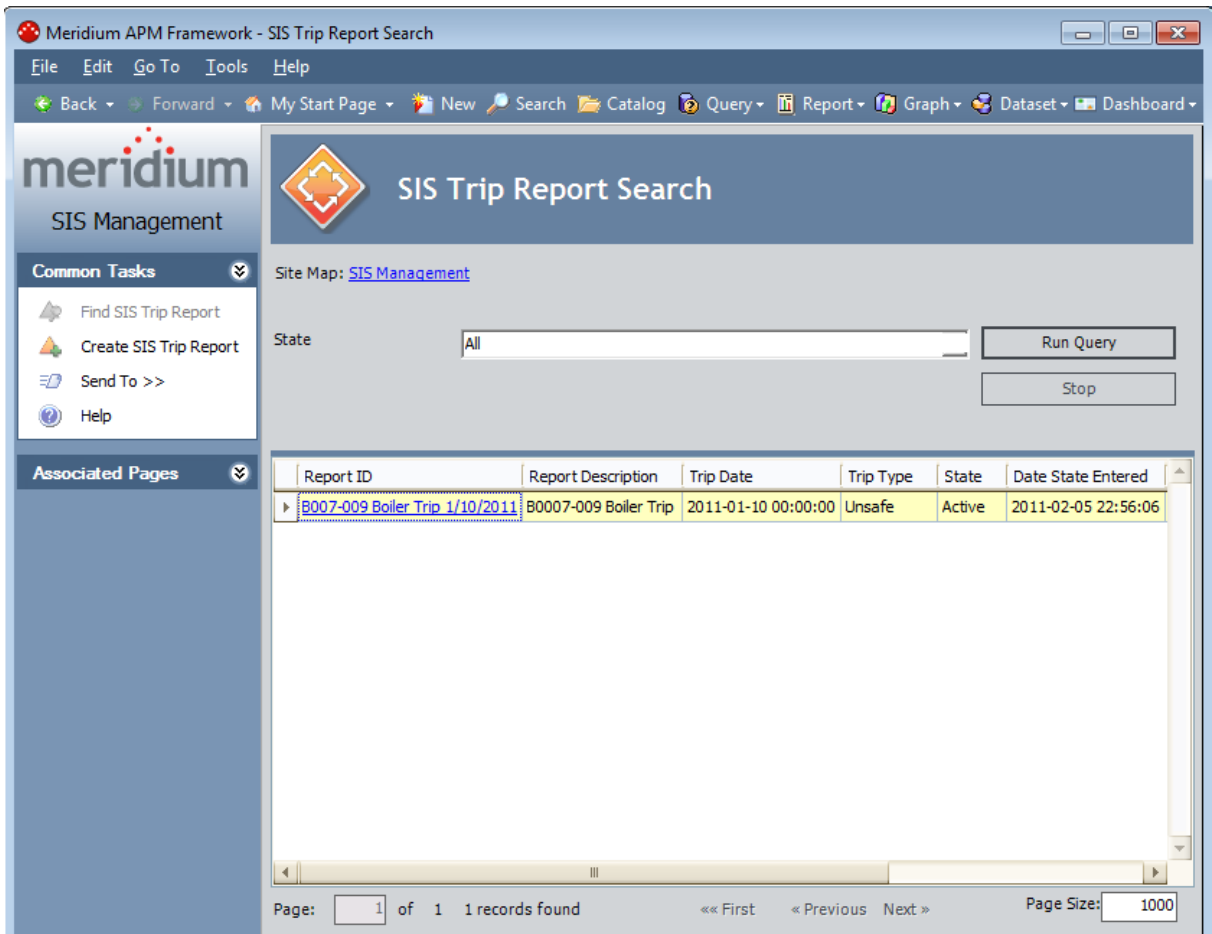 Meridium APM Framework - SIS Trip Report Search
File Edit Go To Tools Help
Back Forward My Start Page New Search Catalog Query Report Graph Dataset Dashboard
meridium
SIS Management
SIS Trip Report Search
Common Tasks
Find SIS Trip Report
Create SIS Trip Report
Send To >>
Help
Associated Pages
Site Map: SIS Management
State All Run Query
Stop
Report ID Report Description Trip Date Trip Type State Date State Entered
B007-009 Boiler Trip 1/10/2011 B0007-009 Boiler Trip 2011-01-10 00:00:00 Unsafe Active 2011-02-05 22:56:06
Page: 1 of 1 1 records found «« First « Previous Next » Page Size: 1000